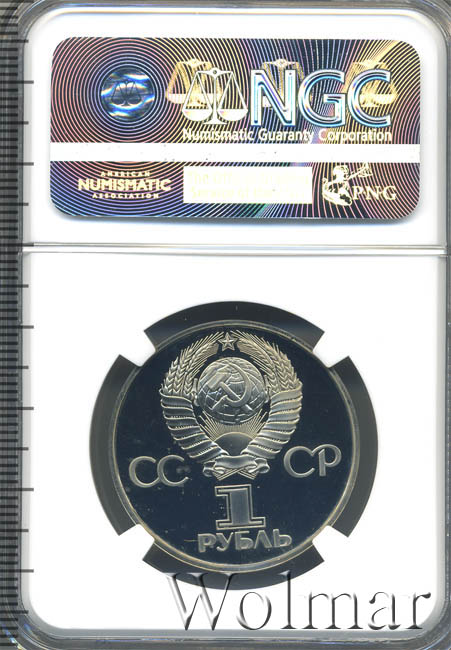 NGC
Numismatic Guaranty Corporation
AMERICAN
NUMISMATIC
ASSOCIATION
PNG
СС СР
1
РУБЛЬ
Wolmar